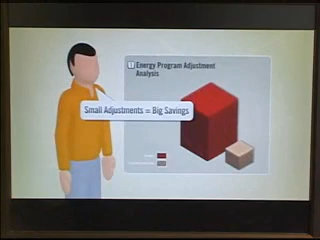 Energy Program Adjustment
Analysis
Small Adjustments = Big Savings